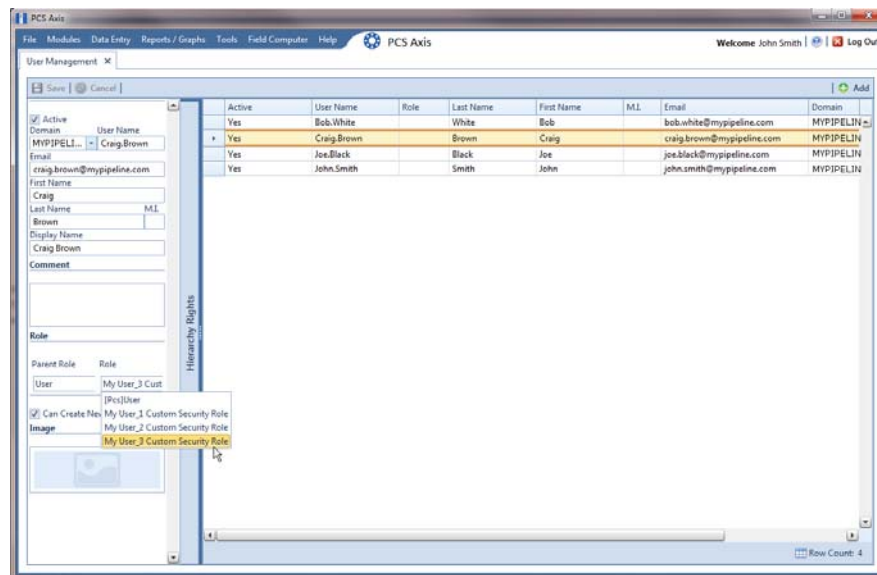 PCS Axis
File Modules Data Entry Reports / Graphs Tools Field Computer Help PCS Axis Welcome John Smith Log Ou
User Management
Save Cancel Add
Active
Domain User Name
MYPIPELI... Craig.Brown
Email
craig.brown@mypipeline.com
First Name
Craig
Last Name M.I.
Brown
Display Name
Craig Brown
Comment
Role
Parent Role Role
User My User_3 Cust
[Pcs]User
Can Create Nev My User_1 Custom Security Role
My User_2 Custom Security Role
Image
My User_3 Custom Security Role
Hierarchy Rights
Active User Name Role Last Name First Name M.I. Email Domain
Yes Bob.White White Bob bob.white@mypipeline.com MYPIPELIN
Yes Craig.Brown Brown Craig craig.brown@mypipeline.com MYPIPELIN
Yes Joe.Black Black Joe joe.black@mypipeline.com MYPIPELIN
Yes John.Smith Smith John john.smith@mypipeline.com MYPIPELIN
Row Count: 4